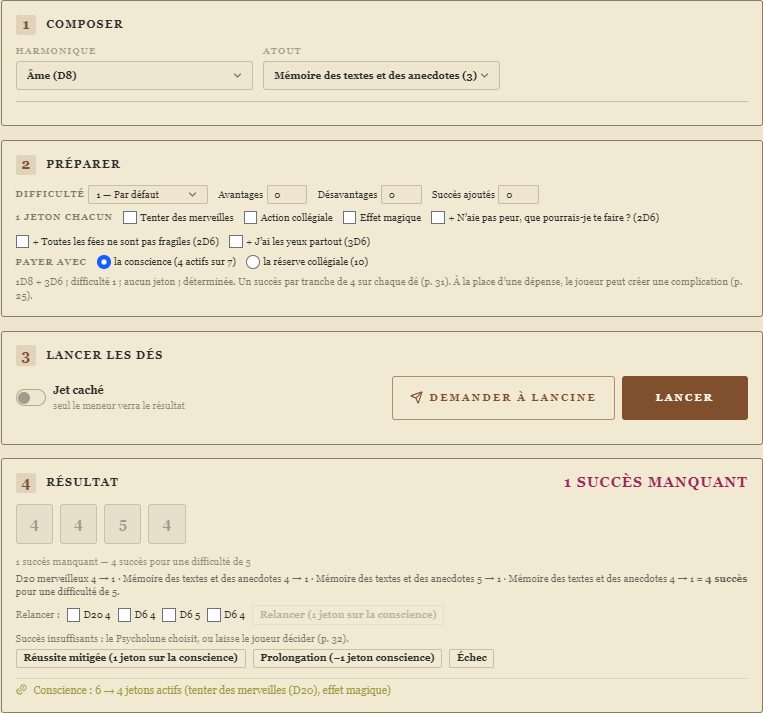 1 COMPOSER
HARMONIQUE ATOUT
Âme (D8) Mémoire des textes et des anecdotes (3)
2 PRÉPARER
DIFFICULTÉ 1 — Par défaut Avantages 0 Désavantages 0 Succès ajoutés 0
1 JETON CHACUN Tenter des merveilles Action collégiale Effet magique + N'aie pas peur, que pourrais-je te faire ? (2D6)
+ Toutes les fées ne sont pas fragiles (2D6) + J'ai les yeux partout (3D6)
PAYER AVEC la conscience (4 actifs sur 7) la réserve collégiale (10)
1D8 + 3D6 ; difficulté 1 ; aucun jeton ; déterminée. Un succès par tranche de 4 sur chaque dé (p. 31). À la place d'une dépense, le joueur peut créer une complication (p.
25).
3 LANCER LES DÉS
Jet caché
seul le meneur verra le résultat
DEMANDER À LANCINE LANCER
4 RÉSULTAT 1 SUCCÈS MANQUANT
4 4 5 4
1 succès manquant — 4 succès pour une difficulté de 5
D20 merveilleux 4 → 1 · Mémoire des textes et des anecdotes 4 → 1 · Mémoire des textes et des anecdotes 5 → 1 · Mémoire des textes et des anecdotes 4 → 1 = 4 succès
pour une difficulté de 5.
Relancer : D20 4 D6 4 D6 5 D6 4 Relancer (1 jeton sur la conscience)
Succès insuffisants : le Psycholune choisit, ou laisse le joueur décider (p. 32).
Réussite mitigée (1 jeton sur la conscience) Prolongation (−1 jeton conscience) Échec
Conscience : 6 → 4 jetons actifs (tenter des merveilles (D20), effet magique)